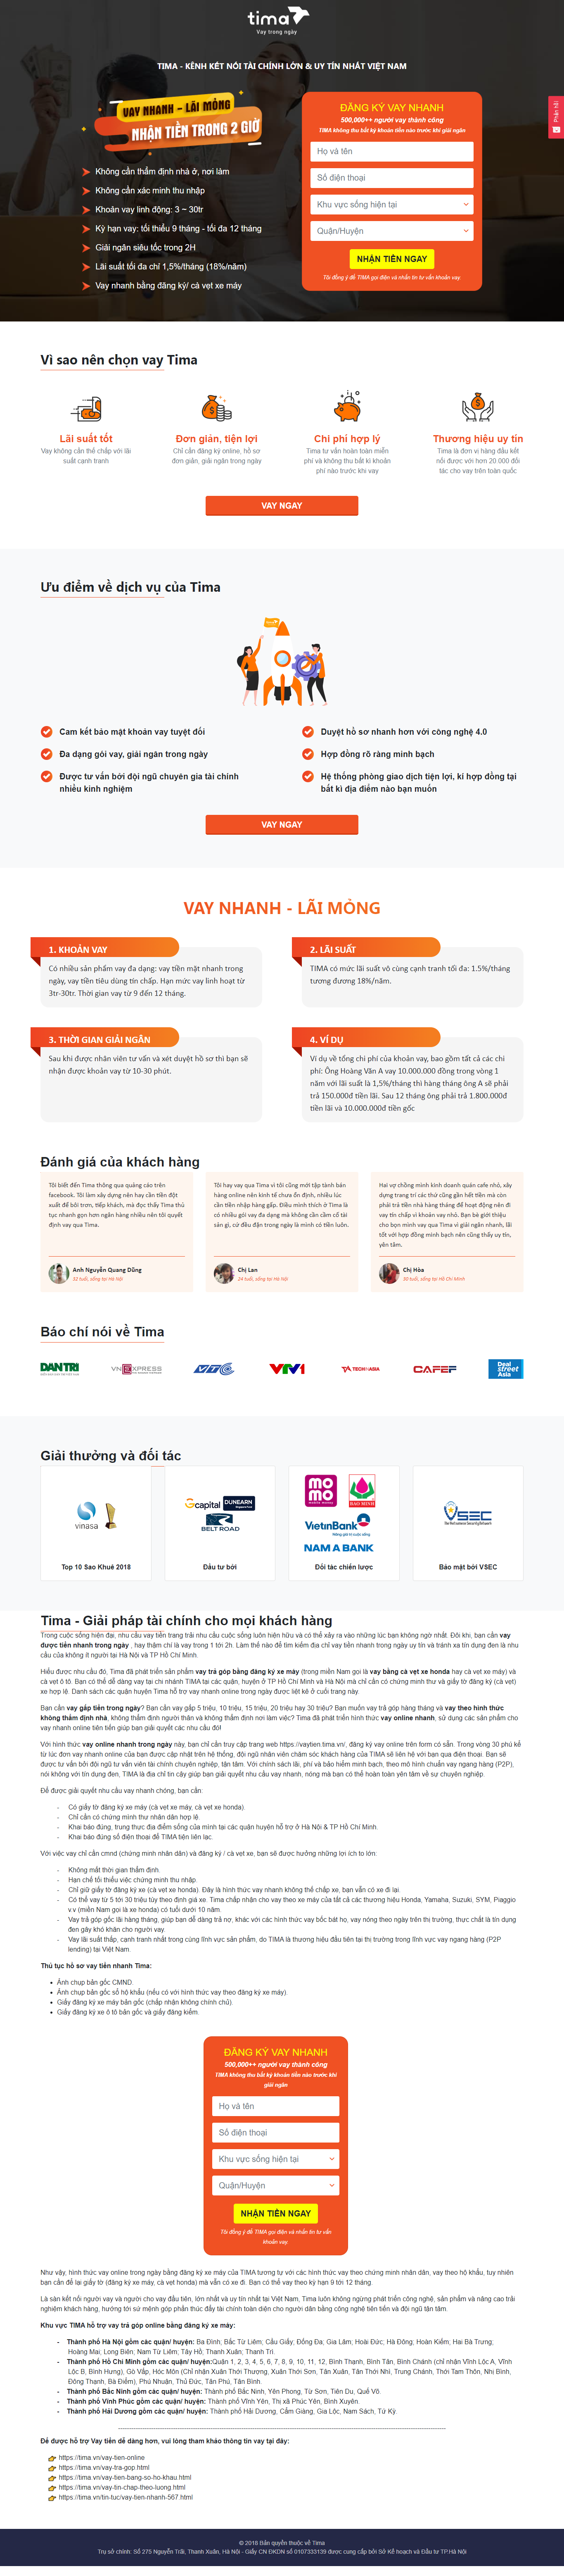 tima
Vay trong ngày
TIMA - KÊNH KẾT NỐI TÀI CHÍNH LỚN & UY TÍN NHẤT VIỆT NAM
VAY NHANH - LÃI MỎNG
NHẬN TIỀN TRONG 2 GIỜ
Không cần thẩm định nhà ở, nơi làm
Không cần xác minh thu nhập
Khoản vay linh động: 3 ~ 30tr
Kỳ hạn vay: tối thiểu 9 tháng - tối đa 12 tháng
Giải ngân siêu tốc trong 2H
Lãi suất tối đa chỉ 1,5%/tháng (18%/năm)
Vay nhanh bằng đăng ký/ cà vẹt xe máy
ĐĂNG KÝ VAY NHANH
500,000++ người vay thành công
TIMA không thu bất kỳ khoản tiền nào trước khi giải ngân
Họ và tên
Số điện thoại
Khu vực sống hiện tại
Quận/Huyện
NHẬN TIỀN NGAY
Tôi đồng ý để TIMA gọi điện và nhắn tin tư vấn khoản vay.
Phản hồi
Vì sao nên chọn vay Tima
Lãi suất tốt
Vay không cần thế chấp với lãi
suất cạnh tranh
Đơn giản, tiện lợi
Chỉ cần đăng ký online, hồ sơ
đơn giản, giải ngân trong ngày
Chi phí hợp lý
Tima tư vấn hoàn toàn miễn
phí và không thu bất kì khoản
phí nào trước khi vay
Thương hiệu uy tín
Tima là đơn vị hàng đầu kết
nối được với hơn 20.000 đối
tác cho vay trên toàn quốc
VAY NGAY
Ưu điểm về dịch vụ của Tima
Cam kết bảo mật khoản vay tuyệt đối
Đa dạng gói vay, giải ngân trong ngày
Được tư vấn bởi đội ngũ chuyên gia tài chính
nhiều kinh nghiệm
Duyệt hồ sơ nhanh hơn với công nghệ 4.0
Hợp đồng rõ ràng minh bạch
Hệ thống phòng giao dịch tiện lợi, kí hợp đồng tại
bất kì địa điểm nào bạn muốn
VAY NGAY
VAY NHANH - LÃI MỎNG
1. KHOẢN VAY
Có nhiều sản phẩm vay đa dạng: vay tiền mặt nhanh trong
ngày, vay tiền tiêu dùng tín chấp. Hạn mức vay linh hoạt từ
3tr-30tr. Thời gian vay từ 9 đến 12 tháng.
2. LÃI SUẤT
TIMA có mức lãi suất vô cùng cạnh tranh tối đa: 1.5%/tháng
tương đương 18%/năm.
3. THỜI GIAN GIẢI NGÂN
Sau khi được nhân viên tư vấn và xét duyệt hồ sơ thì bạn sẽ
nhận được khoản vay từ 10-30 phút.
4. VÍ DỤ
Ví dụ về tổng chi phí của khoản vay, bao gồm tất cả các chi
phí: Ông Hoàng Văn A vay 10.000.000 đồng trong vòng 1
năm với lãi suất là 1,5%/tháng thì hàng tháng ông A sẽ phải
trả 150.000đ tiền lãi. Sau 12 tháng ông phải trả 1.800.000đ
tiền lãi và 10.000.000đ tiền gốc
Đánh giá của khách hàng
Tôi biết đến Tima thông qua quảng cáo trên
facebook. Tôi làm xây dựng nên hay cần tiền đột
xuất để bôi trơn, tiếp khách, mà đọc thấy Tima thủ
tục nhanh gọn hơn ngân hàng nhiều nên tôi quyết
định vay qua Tima.
Anh Nguyễn Quang Dũng
32 tuổi, sống tại Hà Nội
Tôi hay vay qua Tima vì tôi cũng mới tập tành bán
hàng online nên kinh tế chưa ổn định, nhiều lúc
cần tiền nhập hàng gấp. Điều mình thích ở Tima là
có nhiều gói vay đa dạng mà không cần cầm cố tài
sản gì, cứ đều đặn trong ngày là mình có tiền luôn.
Chị Lan
24 tuổi, sống tại Hà Nội
Hai vợ chồng mình kinh doanh quán cafe nhỏ, xây
dựng trang trí các thứ cũng gần hết tiền mà còn
phải trả tiền nhà hàng tháng để hoạt động nên đi
vay tín chấp vì khoản vay nhỏ. Bạn bè giới thiệu
cho bọn mình vay qua Tima vì giải ngân nhanh, lãi
tốt với hợp đồng minh bạch nên cũng thấy uy tín,
yên tâm.
Chị Hòa
30 tuổi, sống tại Hồ Chí Minh
Báo chí nói về Tima
DANTRI
VNEXPRESS
VTC
VTV1
TECHINASIA
CAFEF
Deal
street
Asia
Giải thưởng và đối tác
vinasa
Top 10 Sao Khuê 2018
capital
DUNEARN
BELT ROAD
Đầu tư bởi
MOMO
BAO MINH
VietinBank
NAM A BANK
Đối tác chiến lược
VSEC
Bảo mật bởi VSEC
Tima - Giải pháp tài chính cho mọi khách hàng
Trong cuộc sống hiện đại, nhu cầu vay tiền trang trải nhu cầu cuộc sống luôn hiện hữu và có thể xảy ra vào những lúc bạn không ngờ nhất. Đôi khi, bạn cần vay
được tiền nhanh trong ngày , hay thậm chí là vay trong 1 tới 2h. Làm thế nào để tìm kiếm địa chỉ vay tiền nhanh trong ngày uy tín và tránh xa tín dụng đen là nhu
cầu của không ít người tại Hà Nội và TP Hồ Chí Minh.
Hiểu được nhu cầu đó, Tima đã phát triển sản phẩm vay trả góp bằng đăng ký xe máy (trong miền Nam gọi là vay bằng cà vẹt xe honda hay cà vẹt xe máy) và
cà vẹt ô tô. Bạn có thể dễ dàng vay tại chi nhánh TIMA tại các quận, huyện ở TP Hồ Chí Minh và Hà Nội mà chỉ cần có chứng minh thư và giấy tờ đăng ký (cà vẹt)
xe hợp lệ. Danh sách các quận huyện Tima hỗ trợ vay nhanh online trong ngày được liệt kê ở cuối trang này.
Bạn cần vay gấp tiền trong ngày? Bạn cần vay gấp 5 triệu, 10 triệu, 15 triệu, 20 triệu hay 30 triệu? Bạn muốn vay trả góp hàng tháng và vay theo hình thức
không thẩm định nhà, không thẩm định người thân và không thẩm định nơi làm việc? Tima đã phát triển hình thức vay online nhanh, sử dụng các sản phẩm cho
vay nhanh online tiên tiến giúp bạn giải quyết các nhu cầu đó!
Với hình thức vay online nhanh trong ngày này, bạn chỉ cần truy cập trang web https://vaytien.tima.vn/, đăng ký vay online trên form có sẵn. Trong vòng 30 phút kể
từ lúc đơn vay nhanh online của bạn được cập nhật trên hệ thống, đội ngũ nhân viên chăm sóc khách hàng của TIMA sẽ liên hệ với bạn qua điện thoại. Bạn sẽ
được tư vấn bởi đội ngũ tư vấn viên tài chính chuyên nghiệp, tận tâm. Với chính sách lãi, phí và bảo hiểm minh bạch, theo mô hình chuẩn vay ngang hàng (P2P),
nói không với tín dụng đen, TIMA là địa chỉ tin cậy giúp bạn giải quyết nhu cầu vay nhanh, nóng mà bạn có thể hoàn toàn yên tâm về sự chuyên nghiệp.
Để được giải quyết nhu cầu vay nhanh chóng, bạn cần:
- Có giấy tờ đăng ký xe máy (cà vẹt xe máy, cà vẹt xe honda).
- Chỉ cần có chứng minh thư nhân dân hợp lệ.
- Khai báo đúng, trung thực địa điểm sống của mình tại các quận huyện hỗ trợ ở Hà Nội & TP Hồ Chí Minh.
- Khai báo đúng số điện thoại để TIMA tiện liên lạc.
Với việc vay chỉ cần cmnd (chứng minh nhân dân) và đăng ký / cà vẹt xe, bạn sẽ được hưởng những lợi ích to lớn:
- Không mất thời gian thẩm định.
- Hạn chế tối thiểu việc chứng minh thu nhập
- Chỉ giữ giấy tờ đăng ký xe (cà vẹt xe honda). Đây là hình thức vay nhanh không thế chấp xe, bạn vẫn có xe đi lại.
- Có thể vay từ 5 tới 30 triệu tùy theo định giá xe. Tima chấp nhận cho vay theo xe máy của tất cả các thương hiệu Honda, Yamaha, Suzuki, SYM, Piaggio
v.v (miền Nam gọi là xe honda) có tuổi dưới 10 năm.
- Vay trả góp gốc lãi hàng tháng, giúp bạn dễ dàng trả nợ, khác với các hình thức vay bốc bát họ, vay nóng theo ngày trên thị trường, thực chất là tín dụng
đen gây khó khăn cho người vay.
- Vay lãi suất thấp, cạnh tranh nhất trong cùng lĩnh vực sản phẩm, do TIMA là thương hiệu đầu tiên tại thị trường trong lĩnh vực vay ngang hàng (P2P
lending) tại Việt Nam.
Thủ tục hồ sơ vay tiền nhanh Tima:
• Ảnh chụp bản gốc CMND.
• Ảnh chụp bản gốc sổ hộ khẩu (nếu có với hình thức vay theo đăng ký xe máy).
• Giấy đăng ký xe máy bản gốc (chấp nhận không chính chủ).
• Giấy đăng ký xe ô tô bản gốc và giấy đăng kiểm.
ĐĂNG KÝ VAY NHANH
500,000++ người vay thành công
TIMA không thu bất kỳ khoản tiền nào trước khi
giải ngân
Họ và tên
Số điện thoại
Khu vực sống hiện tại
Quận/Huyện
NHẬN TIỀN NGAY
Tôi đồng ý để TIMA gọi điện và nhắn tin tư vấn
khoản vay.
Như vậy, hình thức vay online trong ngày bằng đăng ký xe máy của TIMA tương tự với các hình thức vay theo chứng minh nhân dân, vay theo hộ khẩu, tuy nhiên
bạn cần để lại giấy tờ (đăng ký xe máy, cà vẹt honda) mà vẫn có xe đi. Bạn có thể vay theo kỳ hạn 9 tới 12 tháng.
Là sàn kết nối người vay và người cho vay đầu tiên, lớn nhất và uy tín nhất tại Việt Nam, Tima luôn không ngừng phát triển công nghệ, sản phẩm và nâng cao trải
nghiệm khách hàng, hướng tới sứ mệnh góp phần thúc đẩy tài chính toàn diện cho người dân bằng công nghệ tiên tiến và đội ngũ tận tâm.
Khu vực TIMA hỗ trợ vay trả góp online bằng đăng ký xe máy:
- Thành phố Hà Nội gồm các quận/ huyện: Ba Đình; Bắc Từ Liêm; Cầu Giấy; Đống Đa; Gia Lâm; Hoài Đức; Hà Đông; Hoàn Kiếm; Hai Bà Trưng;
Hoàng Mai; Long Biên; Nam Từ Liêm; Tây Hồ; Thanh Xuân; Thanh Trì.
- Thành phố Hồ Chí Minh gồm các quận/ huyện:Quận 1, 2, 3, 4, 5, 6, 7, 8, 9, 10, 11, 12, Bình Thạnh, Bình Tân, Bình Chánh (chỉ nhận Vĩnh Lộc A, Vĩnh
Lộc B, Bình Hưng), Gò Vấp, Hóc Môn (Chỉ nhận Xuân Thới Thượng, Xuân Thới Sơn, Tân Xuân, Tân Thới Nhì, Trung Chánh, Thới Tam Thôn, Nhị Bình,
Đông Thạnh, Bà Điểm), Phú Nhuận, Thủ Đức, Tân Phú, Tân Bình.
- Thành phố Bắc Ninh gồm các quận/ huyện: Thành phố Bắc Ninh, Yên Phong, Từ Sơn, Tiên Du, Quế Võ.
- Thành phố Vĩnh Phúc gồm các quận/ huyện: Thành phố Vĩnh Yên, Thị xã Phúc Yên, Bình Xuyên.
- Thành phố Hải Dương gồm các quận/ huyện: Thành phố Hải Dương, Cẩm Giàng, Gia Lộc, Nam Sách, Tứ Kỳ.
Để được hỗ trợ Vay tiền dễ dàng hơn, vui lòng tham khảo thông tin vay tại đây:
https://tima.vn/vay-tien-online
https://tima.vn/vay-tra-gop.html
https://tima.vn/vay-tien-bang-so-ho-khau.html
https://tima.vn/vay-tin-chap-theo-luong.html
https://tima.vn/tin-tuc/vay-tien-nhanh-567.html
© 2018 Bản quyền thuộc về Tima
Trụ sở chính: Số 275 Nguyễn Trãi, Thanh Xuân, Hà Nội - Giấy CN ĐKDN số 0107333139 được cung cấp bởi Sở Kế hoạch và Đầu tư TP.Hà Nội